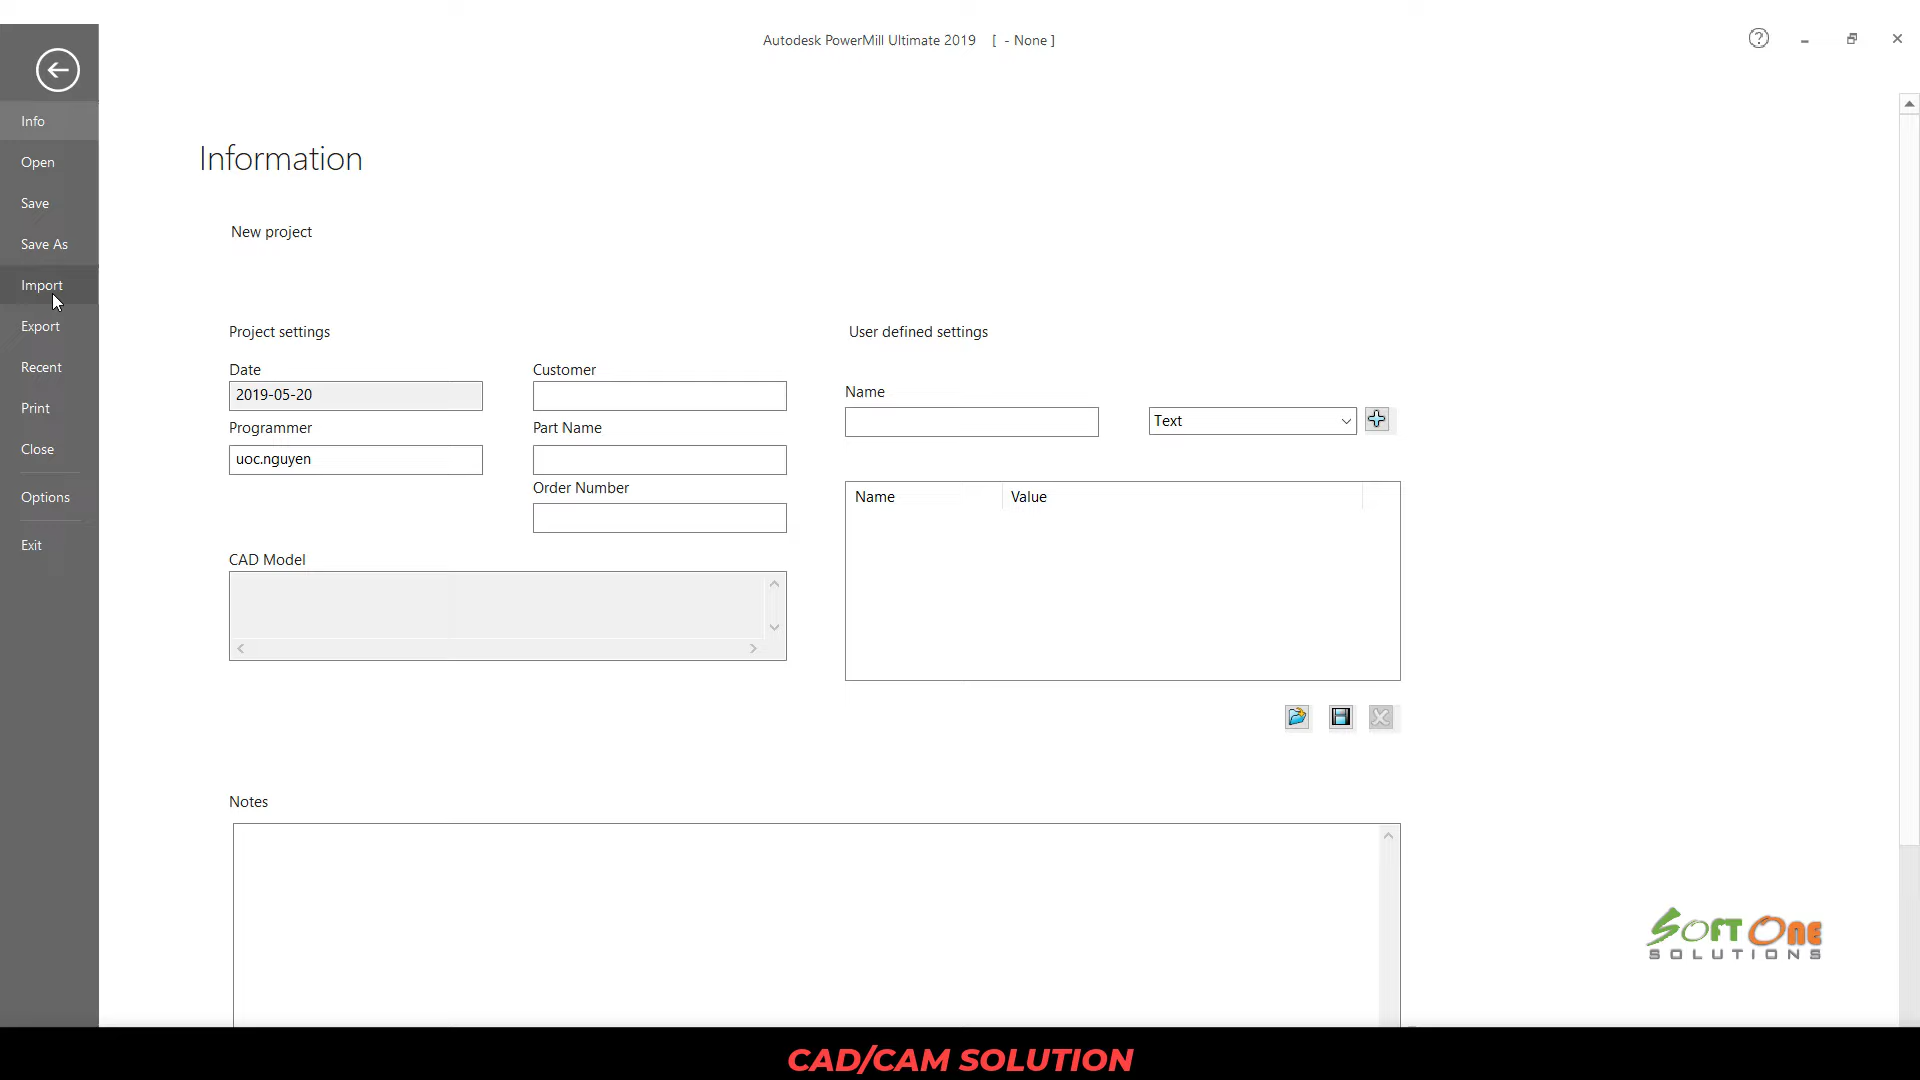 Autodesk PowerMill Ultimate 2019 [ - None ]
Info
Open
Save
Save As
Import
Export
Recent
Print
Close
Options
Exit
Information
New project
Project settings
Date
2019-05-20
Programmer
uoc.nguyen
Customer
Part Name
Order Number
CAD Model
User defined settings
Name
Text
Name Value
Notes
SOFT ONE
SOLUTIONS
CAD/CAM SOLUTION